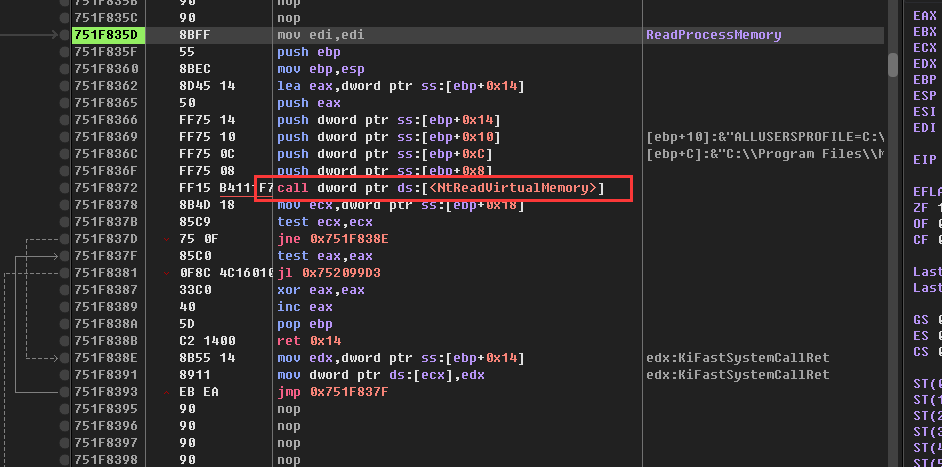 751F835B 90 nop EAX
751F835C 90 nop EBX
751F835D 8BFF mov edi,edi ReadProcessMemory ECX
751F835F 55 push ebp EDX
751F8360 8BEC mov ebp,esp EBP
751F8362 8D45 14 lea eax,dword ptr ss:[ebp+0x14] ESP
751F8365 50 push eax ESI
751F8366 FF75 14 push dword ptr ss:[ebp+0x14] EDI
751F8369 FF75 10 push dword ptr ss:[ebp+0x10] [ebp+10]:&"ALLUSERSPROFILE=C:\
751F836C FF75 0C push dword ptr ss:[ebp+0xC] [ebp+C]:&"C:\\Program Files\\M EIP
751F836F FF75 08 push dword ptr ss:[ebp+0x8]
751F8372 FF15 B411 F7 call dword ptr ds:[<NtReadVirtualMemory>] EFLA
751F8378 8B4D 18 mov ecx,dword ptr ss:[ebp+0x18] ZF 1
751F837B 85C9 test ecx,ecx OF 0
751F837D 75 0F jne 0x751F838E CF 0
751F837F 85C0 test eax,eax
751F8381 0F8C 4C16010 jl 0x752099D3 Last
751F8387 33C0 xor eax,eax Last
751F8389 40 inc eax
751F838A 5D pop ebp GS 0
751F838B C2 1400 ret 0x14 ES 0
751F838E 8B55 14 mov edx,dword ptr ss:[ebp+0x14] edx:KiFastSystemCallRet CS 0
751F8391 8911 mov dword ptr ds:[ecx],edx edx:KiFastSystemCallRet
751F8393 EB EA jmp 0x751F837F ST(0
751F8395 90 nop ST(1
751F8396 90 nop ST(2
751F8397 90 nop ST(3
751F8398 90 nop ST(4